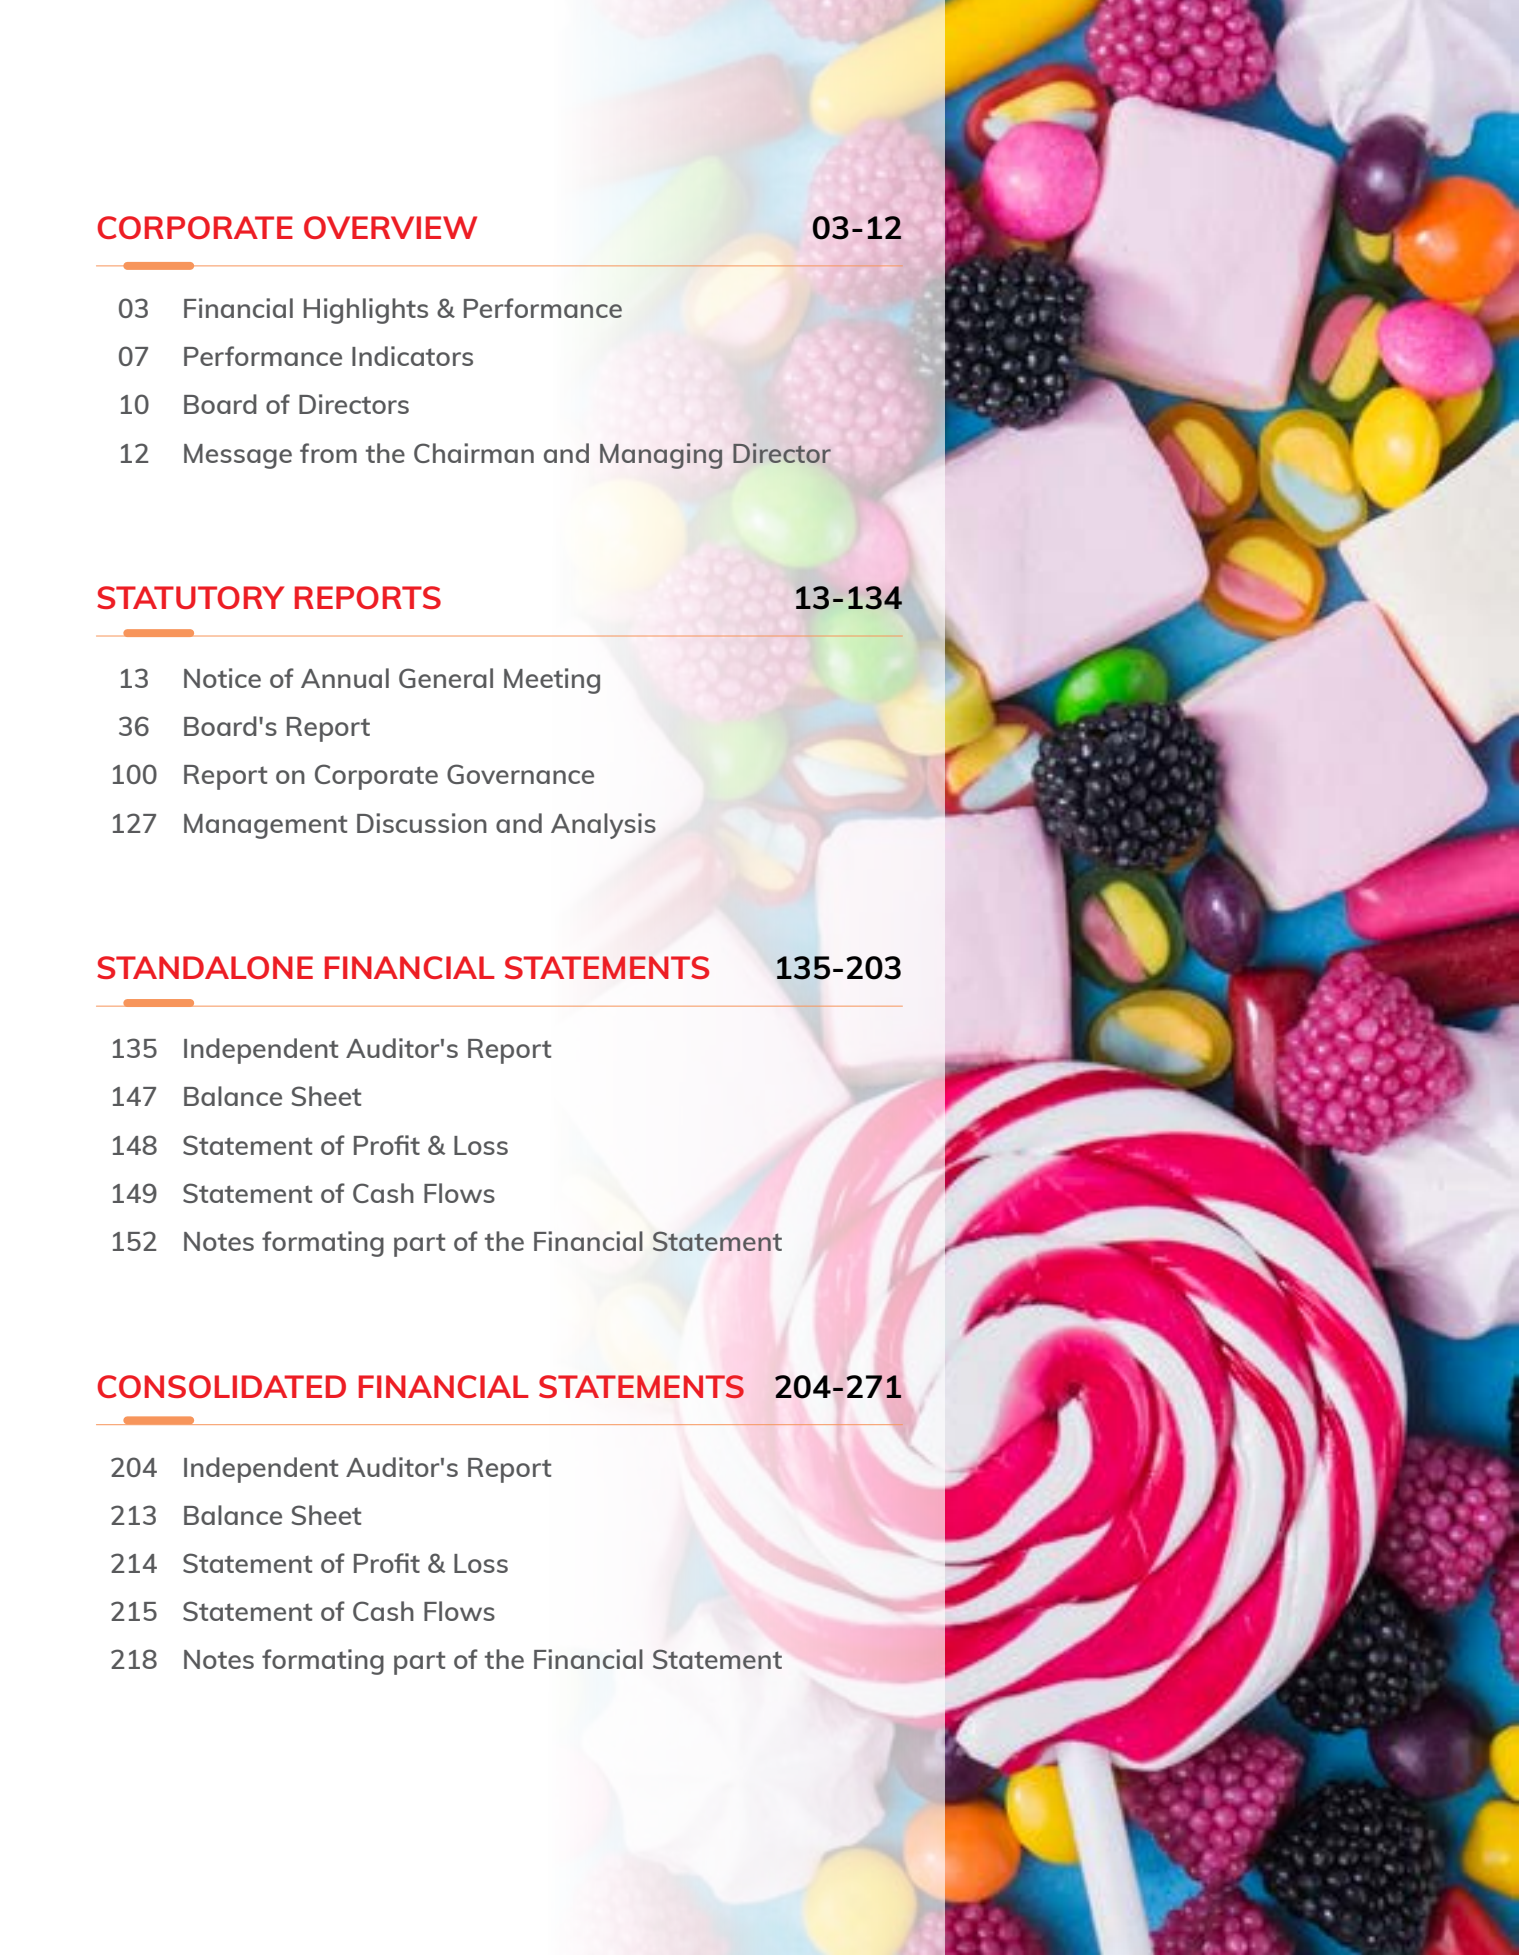 CORPORATE OVERVIEW 03-12
03 Financial Highlights & Performance
07 Performance Indicators
10 Board of Directors
12 Message from the Chairman and Managing Director
STATUTORY REPORTS 13-134
13 Notice of Annual General Meeting
36 Board's Report
100 Report on Corporate Governance
127 Management Discussion and Analysis
STANDALONE FINANCIAL STATEMENTS 135-203
135 Independent Auditor's Report
147 Balance Sheet
148 Statement of Profit & Loss
149 Statement of Cash Flows
152 Notes formating part of the Financial Statement
CONSOLIDATED FINANCIAL STATEMENTS 204-271
204 Independent Auditor's Report
213 Balance Sheet
214 Statement of Profit & Loss
215 Statement of Cash Flows
218 Notes formating part of the Financial Statement